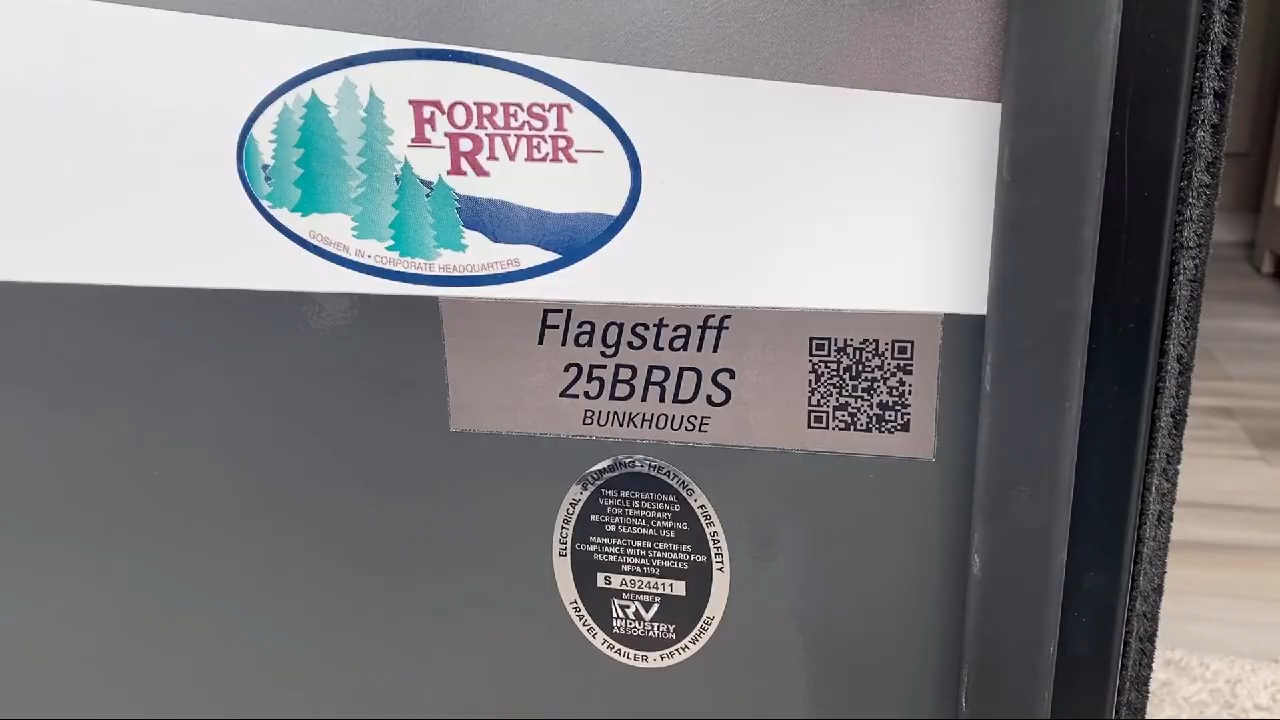 FOREST
RIVER
GOSHEN, IN • CORPORATE HEADQUARTERS
Flagstaff
25BRDS
BUNKHOUSE
ELECTRICAL • PLUMBING • HEATING • FIRE SAFETY
THIS RECREATIONAL
VEHICLE IS DESIGNED
FOR TEMPORARY
RECREATIONAL, CAMPING,
OR SEASONAL USE
MANUFACTURER CERTIFIES
COMPLIANCE WITH STANDARD FOR
RECREATIONAL VEHICLES
NFPA 1192
S A924411
MEMBER
RV
INDUSTRY
ASSOCIATION
TRAVEL TRAILER • FIFTH WHEEL